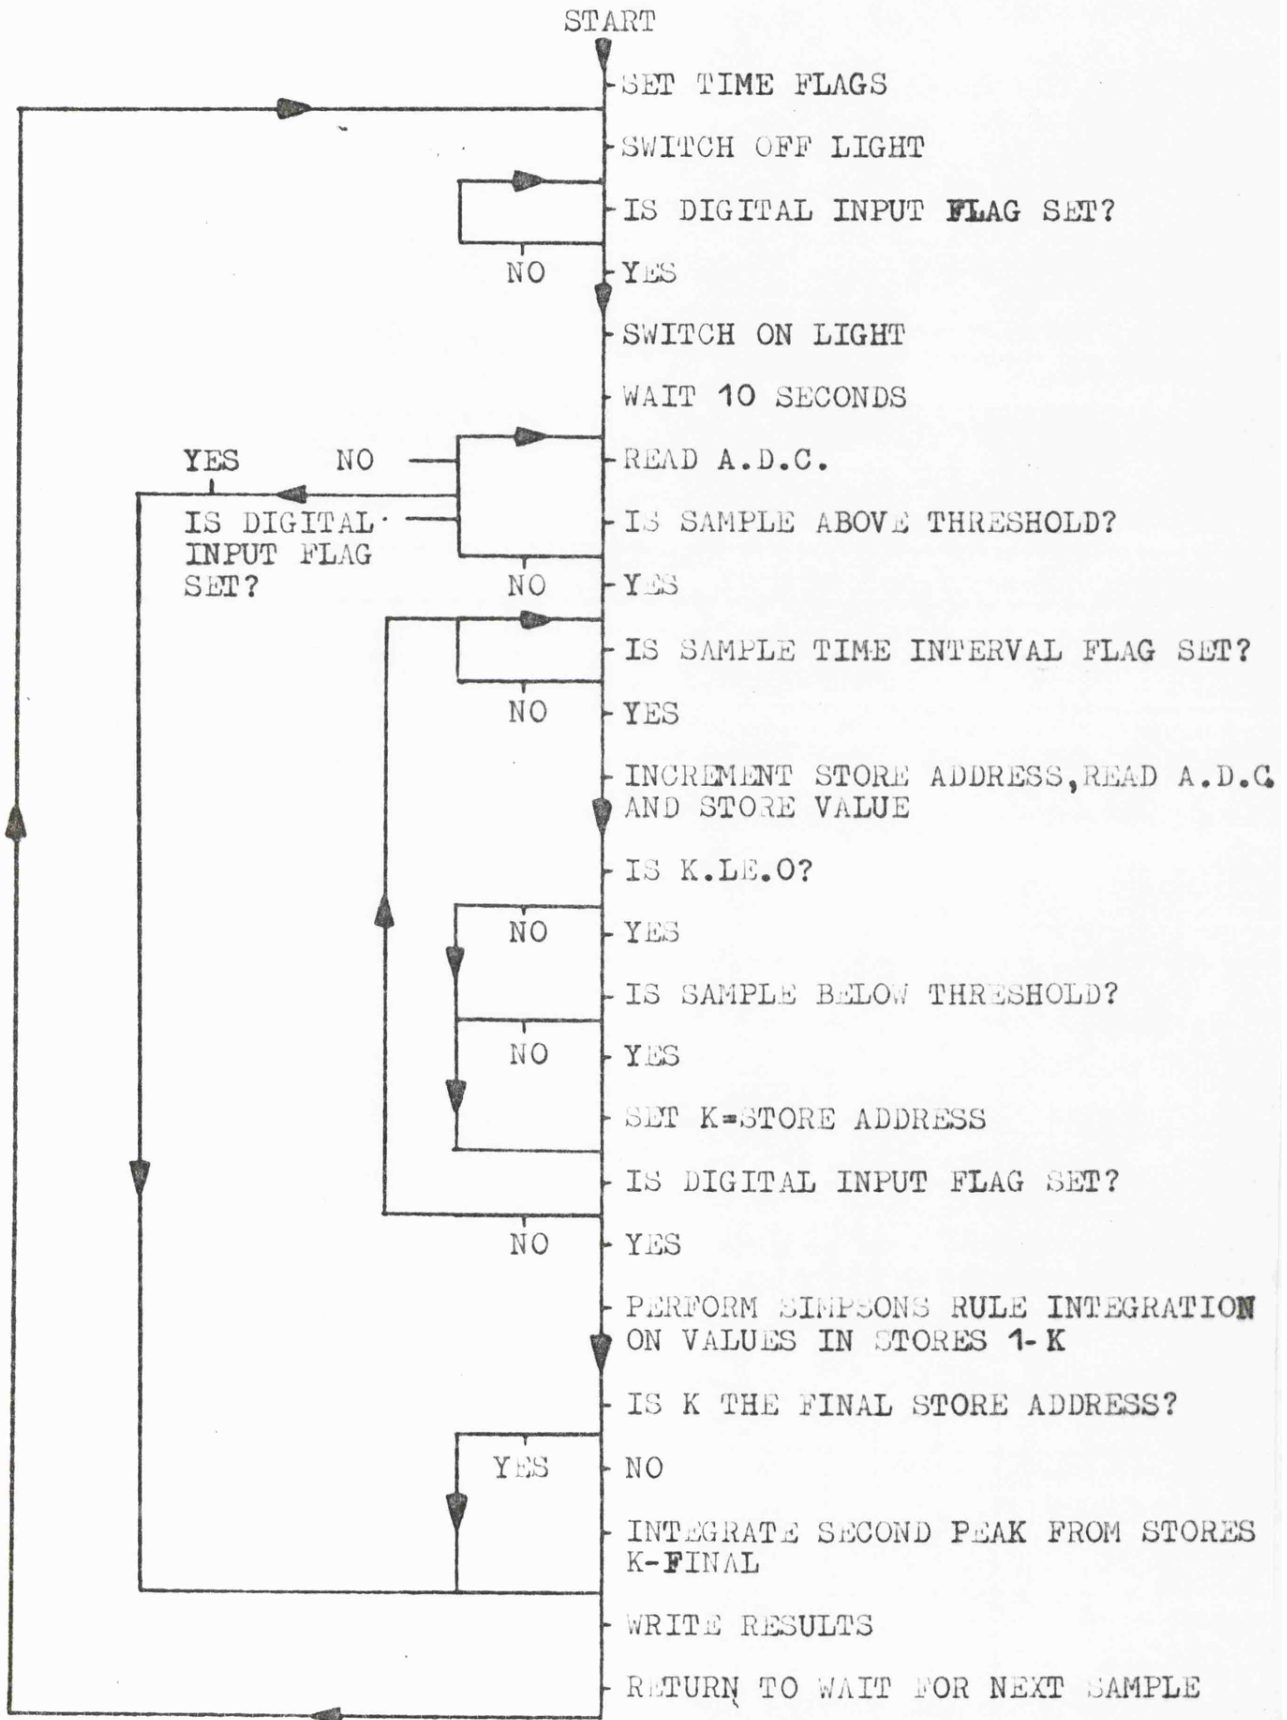 START
SET TIME FLAGS
SWITCH OFF LIGHT
IS DIGITAL INPUT FLAG SET?
NO
YES
SWITCH ON LIGHT
WAIT 10 SECONDS
READ A.D.C.
YES
NO
IS DIGITAL
INPUT FLAG
SET?
IS SAMPLE ABOVE THRESHOLD?
NO
YES
IS SAMPLE TIME INTERVAL FLAG SET?
NO
YES
INCREMENT STORE ADDRESS,READ A.D.C.
AND STORE VALUE
IS K.LE.O?
NO
YES
IS SAMPLE BELOW THRESHOLD?
NO
YES
SET K=STORE ADDRESS
IS DIGITAL INPUT FLAG SET?
NO
YES
PERFORM SIMPSONS RULE INTEGRATION
ON VALUES IN STORES 1-K
IS K THE FINAL STORE ADDRESS?
YES
NO
INTEGRATE SECOND PEAK FROM STORES
K-FINAL
WRITE RESULTS
RETURN TO WAIT FOR NEXT SAMPLE